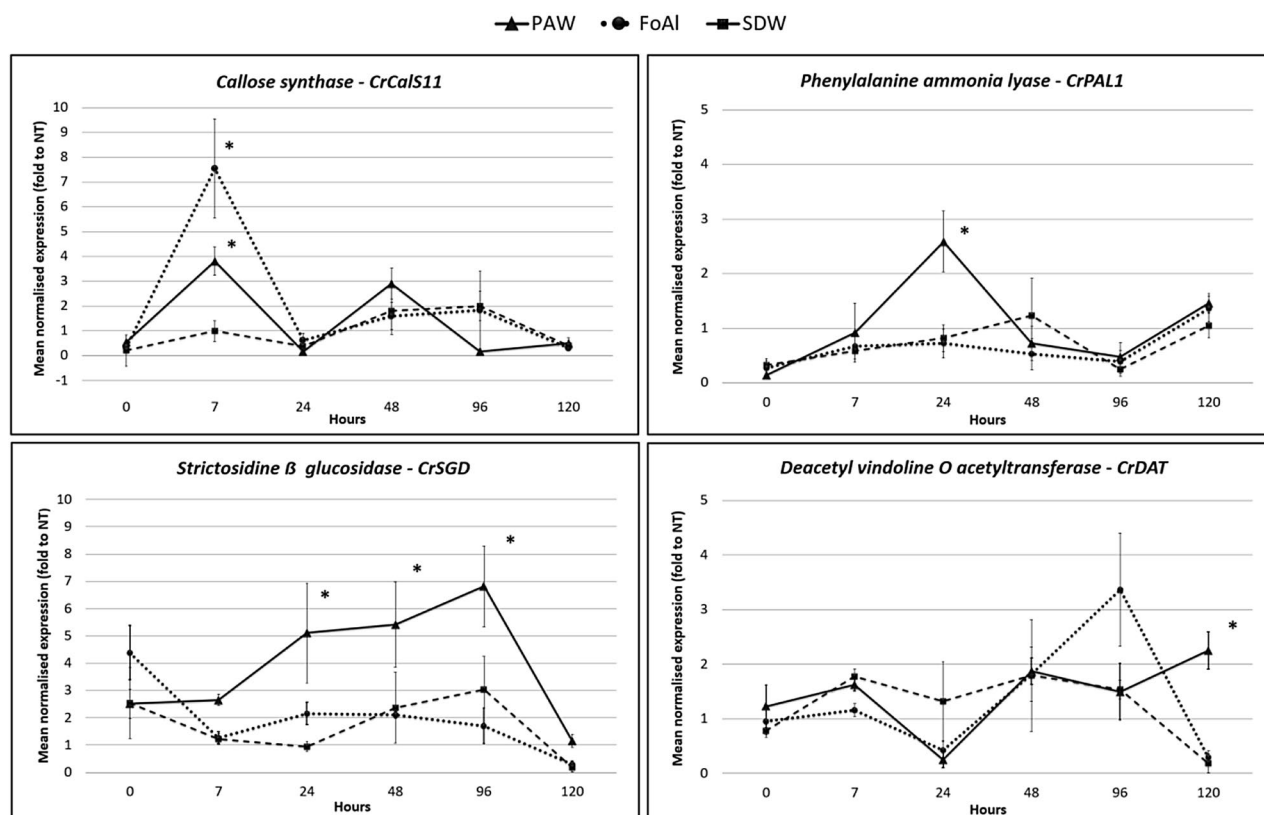 PAW FoAl SDW
Callose synthase - CrCalS11
Mean normalised expression (fold to NT)
10
9
8
7
6
5
4
3
2
1
0
-1
*
*
0 7 24 48 96 120
Hours
Phenylalanine ammonia lyase - CrPAL1
Mean normalised expression (fold to NT)
5
4
3
2
1
0
*
0 7 24 48 96 120
Hours
Strictosidine ß glucosidase - CrSGD
Mean normalised expression (fold to NT)
10
9
8
7
6
5
4
3
2
1
0
*
*
*
0 7 24 48 96 120
Hours
Deacetyl vindoline O acetyltransferase - CrDAT
Mean normalised expression (fold to NT)
5
4
3
2
1
0
*
0 7 24 48 96 120
Hours